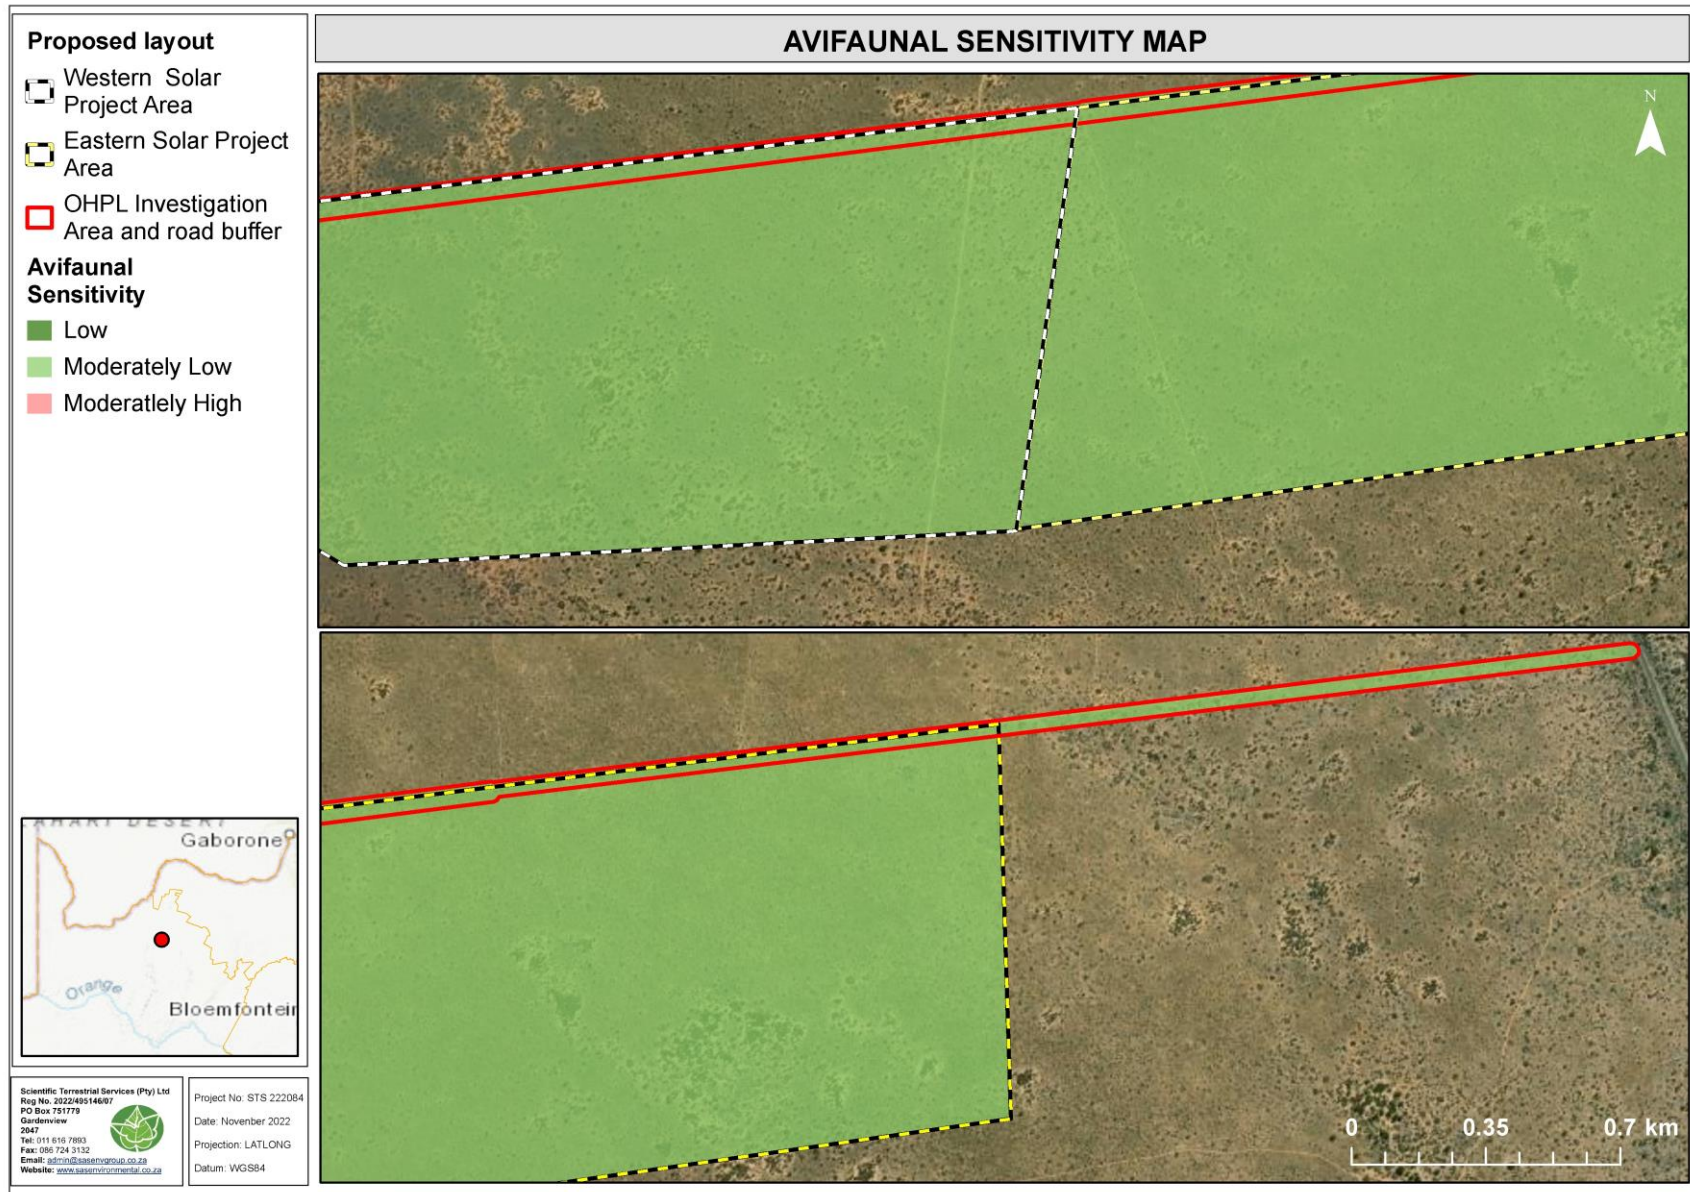 Proposed layout
Western Solar
Project Area
Eastern Solar Project
Area
OHPL Investigation
Area and road buffer
Avifaunal
Sensitivity
Low
Moderately Low
Moderatlely High
AVIFAUNAL SENSITIVITY MAP
N
0 0.35 0.7 km
AHARI DESERT
Gaborone
Orange
Bloemfontein
Scientific Terrestrial Services (Pty) Ltd
Reg No. 2022/495146/07
PO Box 751779
Gardenview
2047
Tel: 011 616 7893
Fax: 086 724 3132
Email: admin@sasenvgroup.co.za
Website: www.sasenvironmental.co.za
Project No: STS 222084
Date: November 2022
Projection: LATLONG
Datum: WGS84